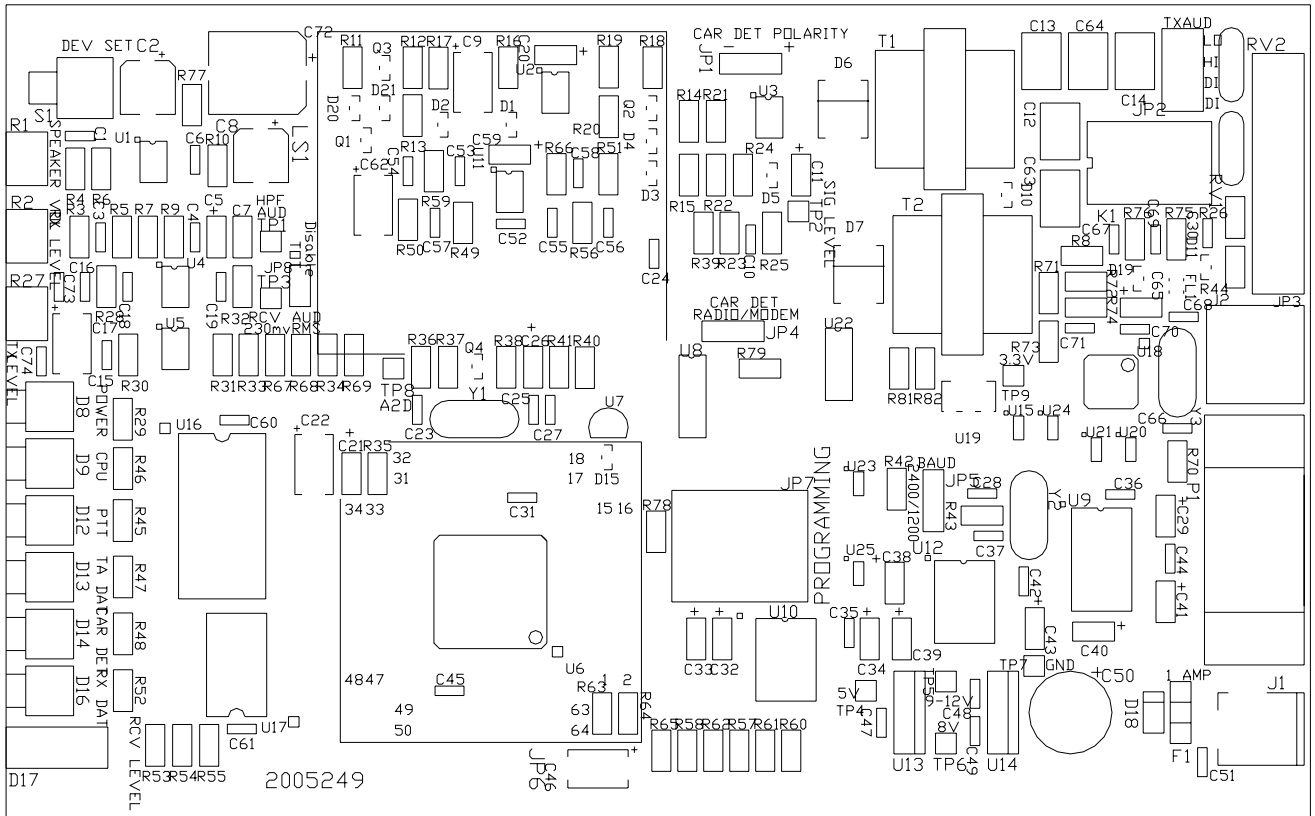 DEV SET C2 C72 R11 Q3 R12 R17 C9 R16 C20 R19 R18
CAR DET POLARITY
T1 C13 C64 TXAUD
R77 D21 U2 JP1 D6 LO HI RV2
S1 D20 D2 D1 R20 Q2 R14 R21 U3 C14 DI DI
R1 SPEAKER C1 U1 C6 R10 C8 LS1 Q1 R13 C59 D4 C12 JP2
C62 C54 C53 U11 R66 C58 R51 R24 C11 C63
R4 R6 D3 D5 D10
R2 R3 C3 R5 R7 R9 C4 C5 C7 HPF
AUD
TP1
R59 R15 R22 TP2 SIG LEVEL T2 K1 R76 C69 R75 R26
TDT Disable R50 C57 R49 C52 C55 R56 C56 R39 R23 C10 R25 D7 C67 R8
R27 C16 C73 R28 C18 U4 C19 R32 JP8
TP3
C24 R71 D19 R72 R74 C65 FL1 R44
CAR DET
RADIO/MODEM
C68 JP3
C17 U5 RCV AUD
230mvRMS
R36 R37 Q4 R38 C26 R41 R40 JP4 U22 R73 C71 C70
C74 C15 R30 R31 R33 R67 R68 R34 R69 U8 R79 3.3V U18
TP8
A2D
Y1 R81 R82 TP9
D8 POWER R29 U16 C60 C22 C23 C25 C27 U7 U15 U24 C66 Y3
C21 R35 U19 U21 U20
D9 CPU R46 32 31 18 17 D15 JP7 PROGRAMMING U23 R42 BAUD
2400/1200
JP5 C28 Y2 U9 C36 R70 P1
3433 C31 15 16 R78 R43 C29
D12 PTT R45 U25 C38 U12 C37
D13 R47 C42 C44 C41
D14 R48 U10 C35 C43 C40
D16 R52 4847 C45 U6 C33 C32 C34 C39 TP7 GND C50
R63 1 2 5V
TP4
TP5 9-12V 1 AMP J1
49 63 R64 D18
50 64 R65 R58 R62 R57 R61 R60 C47 8V C48
U17 C61
D17 RCV LEVEL R53 R54 R55 2005249 JP6 C46 U13 TP6 C49 U14 F1 C51